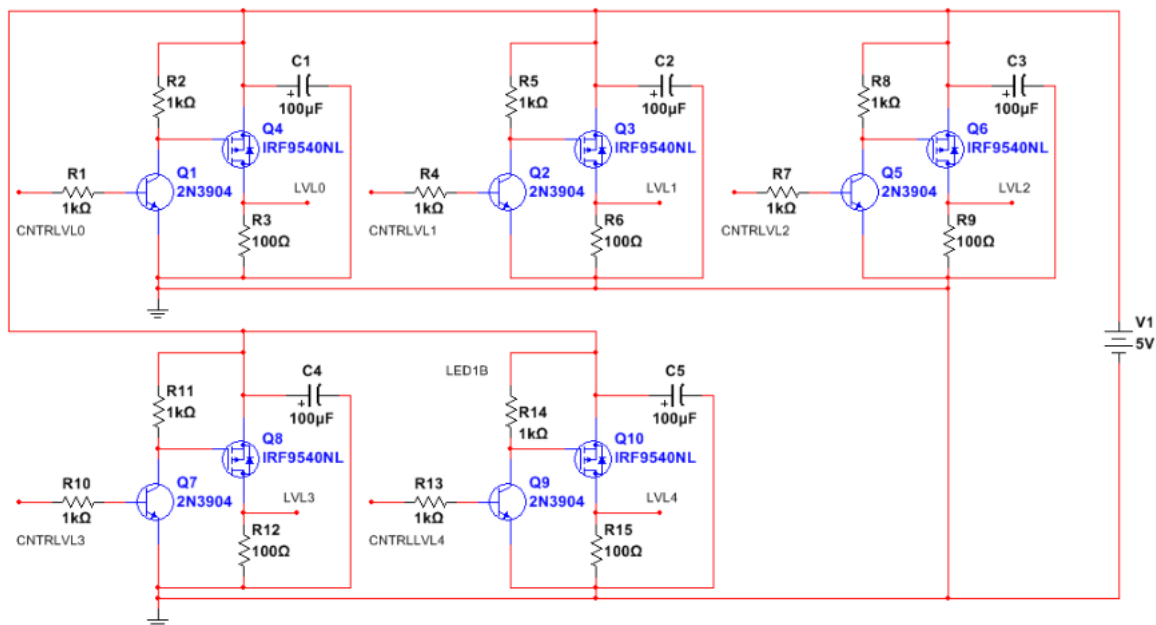 R2
1kΩ
C1
+
100µF
Q4
IRF9540NL
R1
1kΩ
CNTRLVL0
Q1
2N3904
LVL0
R3
100Ω
R5
1kΩ
C2
+
100µF
Q3
IRF9540NL
R4
1kΩ
CNTRLVL1
Q2
2N3904
LVL1
R6
100Ω
R8
1kΩ
C3
+
100µF
Q6
IRF9540NL
R7
1kΩ
CNTRLVL2
Q5
2N3904
LVL2
R9
100Ω
V1
5V
R11
1kΩ
C4
+
100µF
Q8
IRF9540NL
R10
1kΩ
CNTRLVL3
Q7
2N3904
LVL3
R12
100Ω
LED1B
R14
1kΩ
C5
+
100µF
Q10
IRF9540NL
R13
1kΩ
CNTRLLVL4
Q9
2N3904
LVL4
R15
100Ω